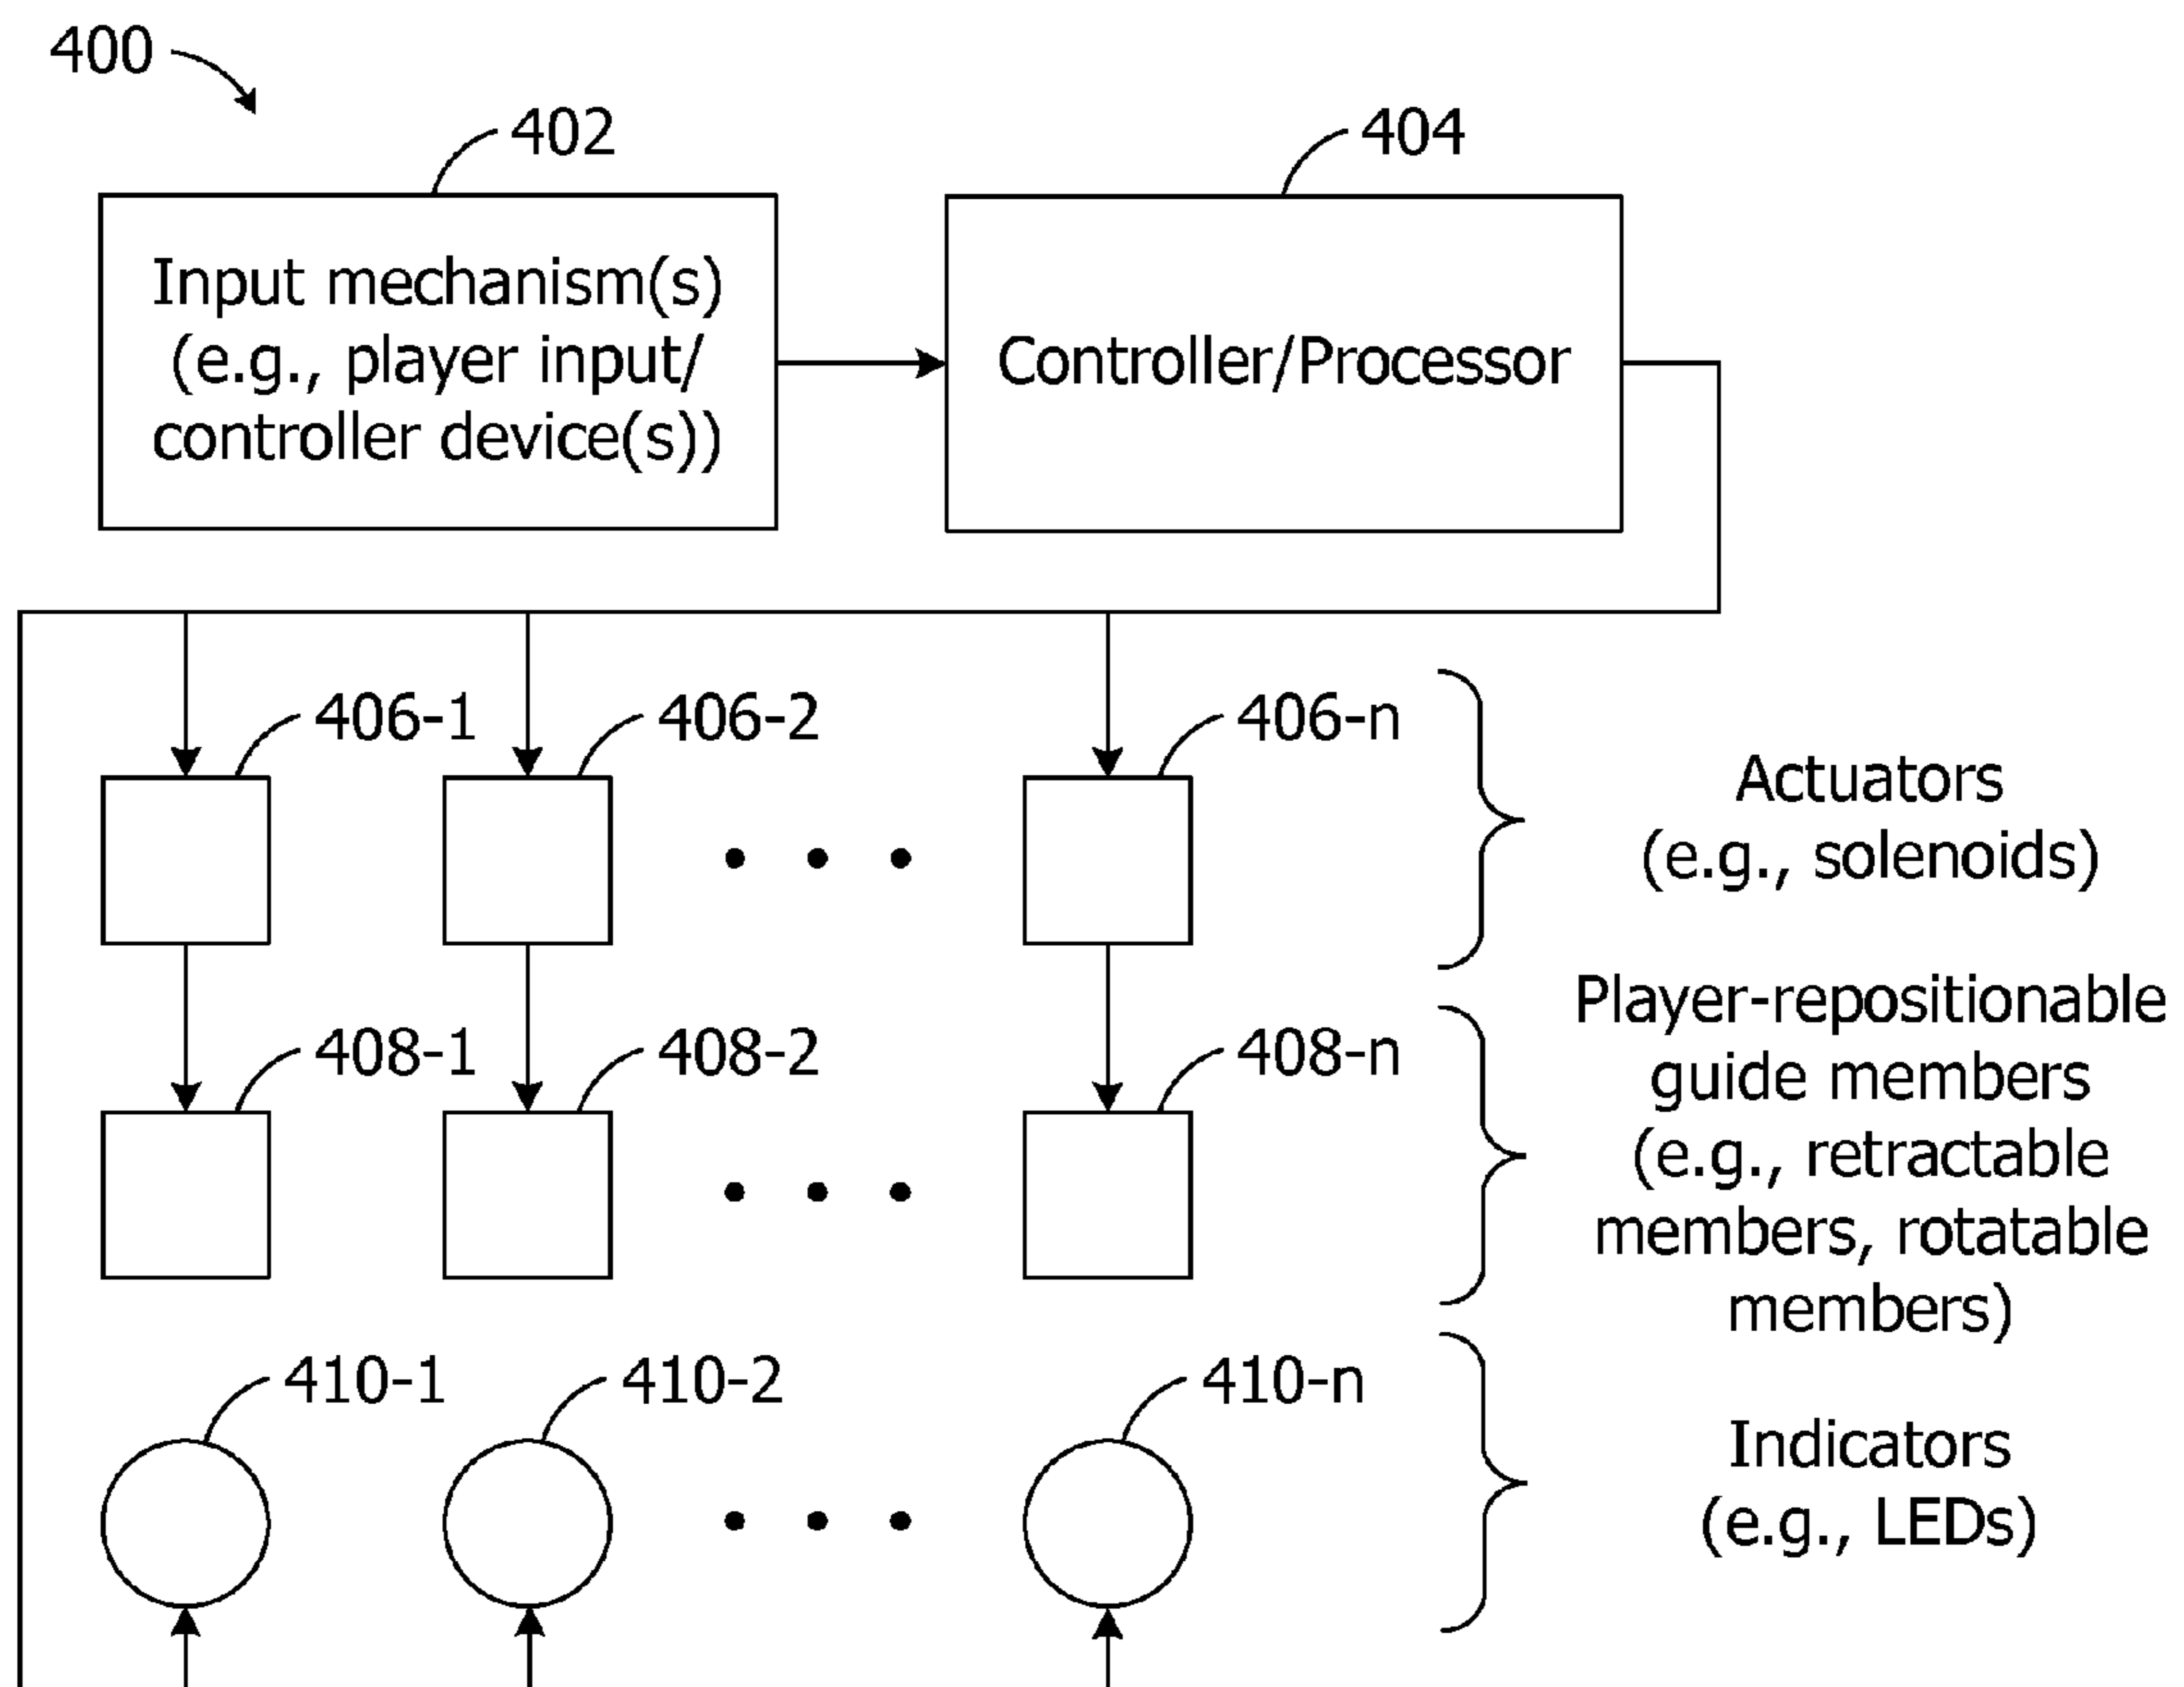 400
402
404
Input mechanism(s)
(e.g., player input/
controller device(s))
Controller/Processor
406-1
406-2
406-n
Actuators
(e.g., solenoids)
408-1
408-2
408-n
Player-repositionable
guide members
(e.g., retractable
members, rotatable
members)
410-1
410-2
410-n
Indicators
(e.g., LEDs)